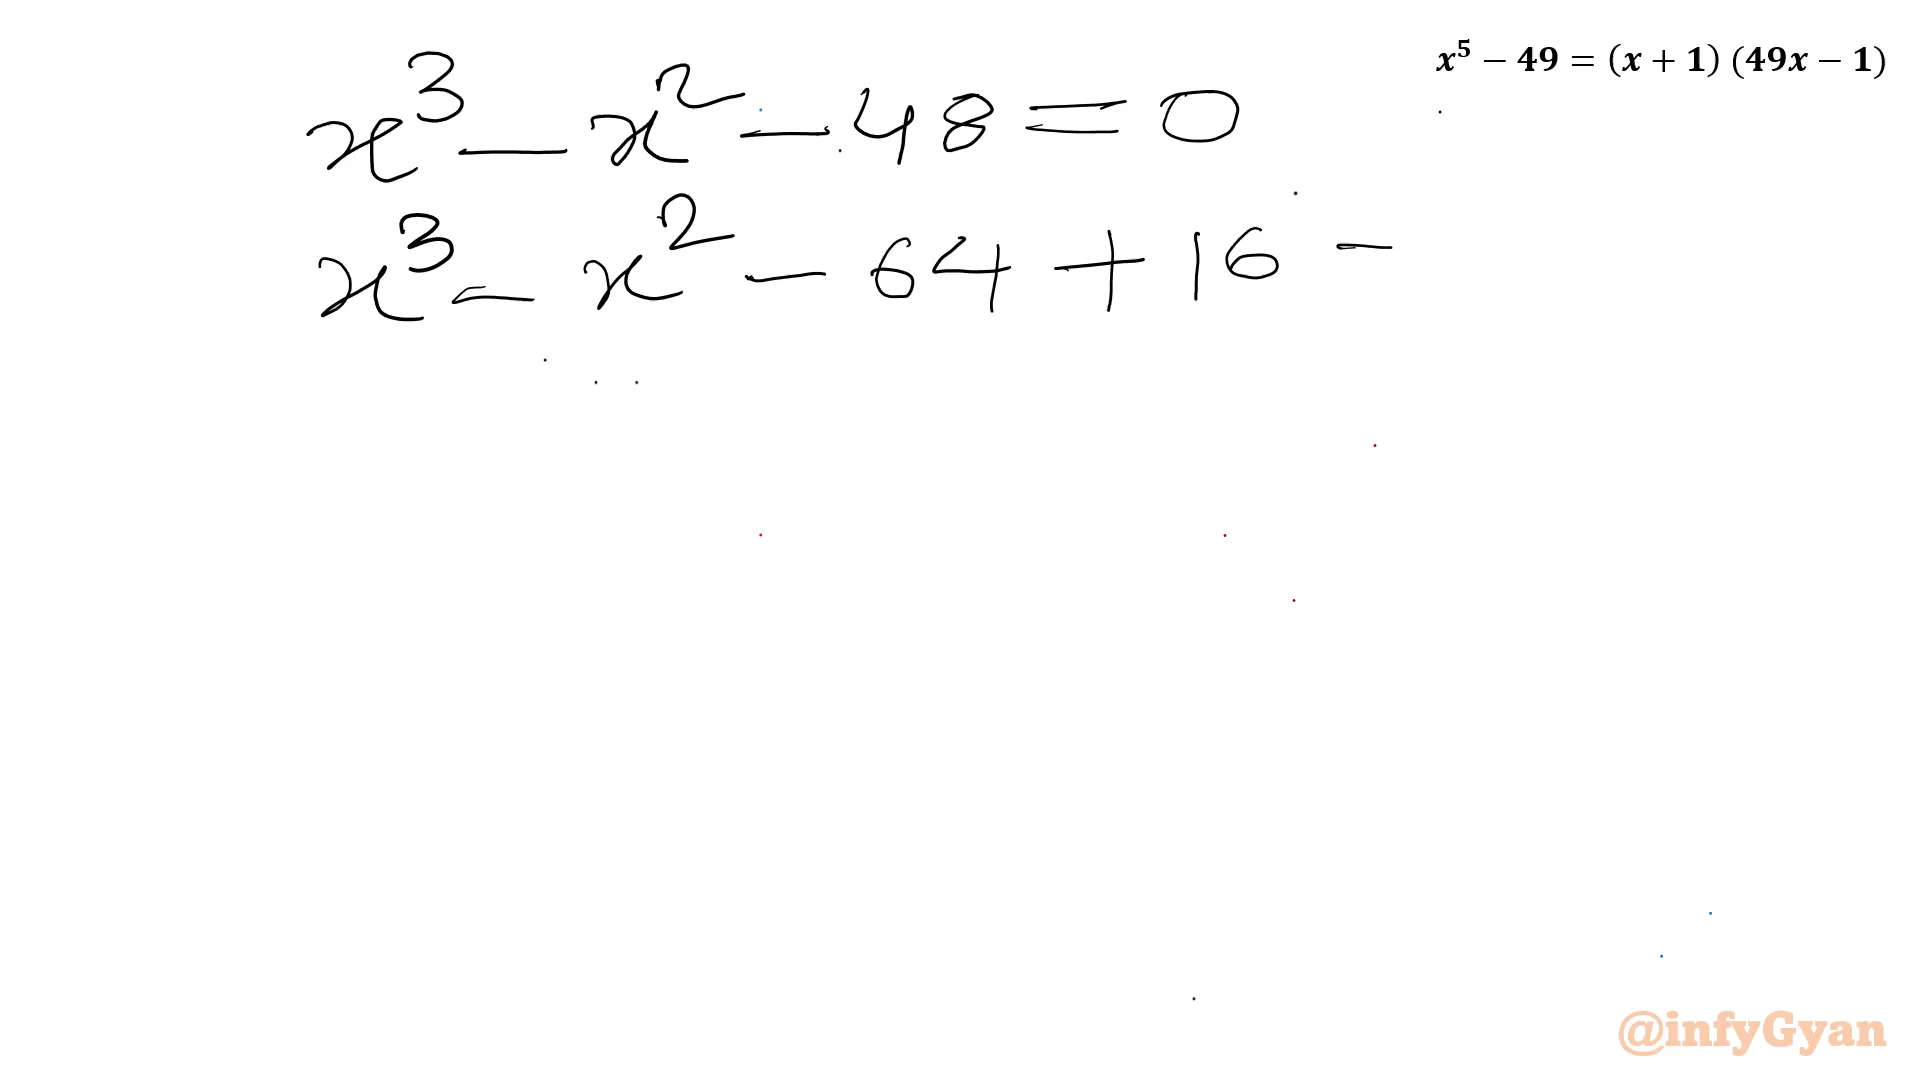 x⁵ − 49 = (x + 1) (49x − 1)
x³ − x² − 48 = 0
x³ − x² − 64 + 16 −
@infyGyan